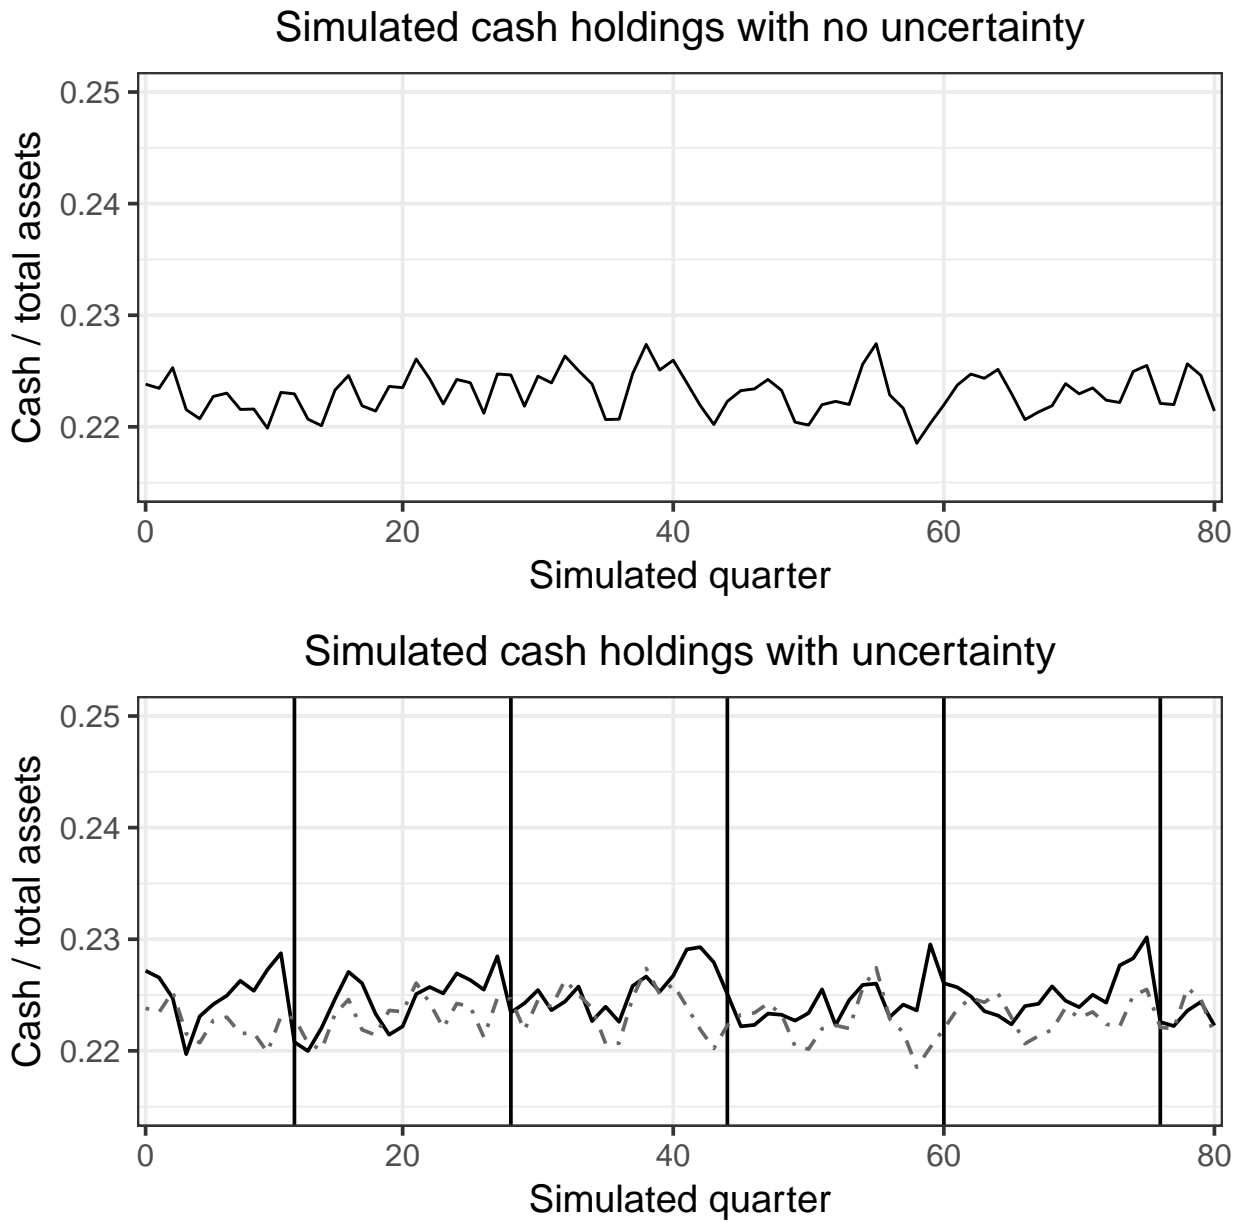 Simulated cash holdings with no uncertainty
Cash / total assets
0.25
0.24
0.23
0.22
0 20 40 60 80
Simulated quarter
Simulated cash holdings with uncertainty
Cash / total assets
0.25
0.24
0.23
0.22
0 20 40 60 80
Simulated quarter